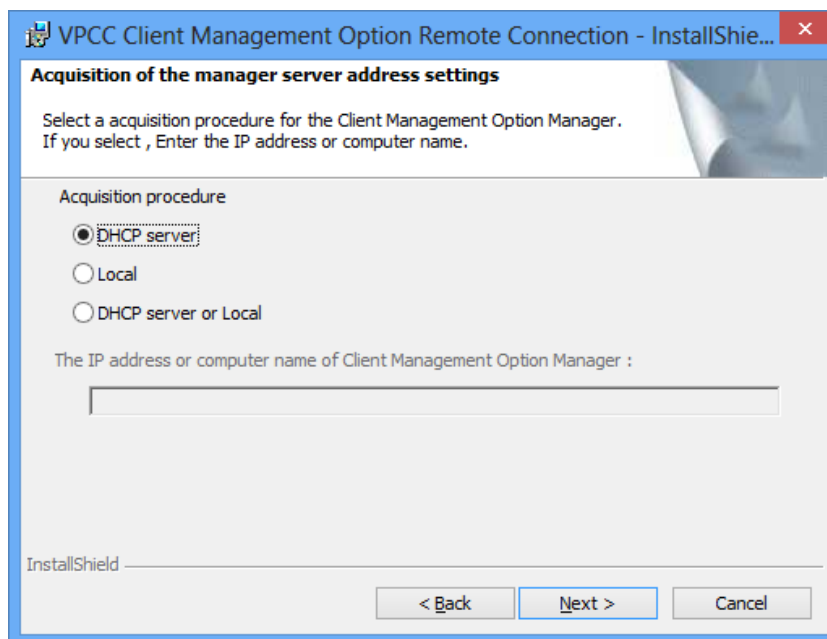 VPCC Client Management Option Remote Connection - InstallShie...
Acquisition of the manager server address settings
Select a acquisition procedure for the Client Management Option Manager.
If you select , Enter the IP address or computer name.
Acquisition procedure
DHCP server
Local
DHCP server or Local
The IP address or computer name of Client Management Option Manager :
InstallShield
< Back
Next >
Cancel